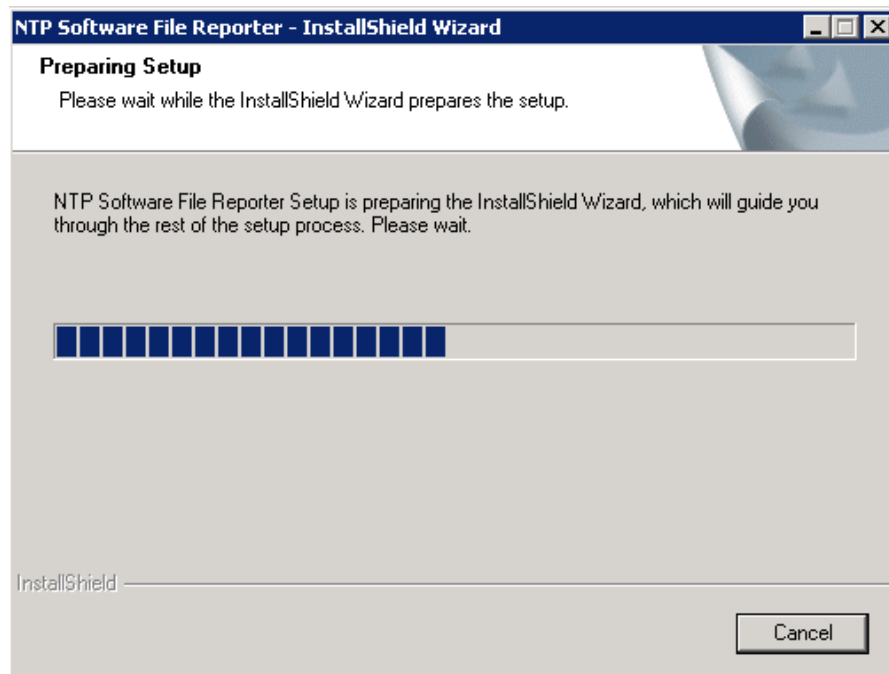 NTP Software File Reporter - InstallShield Wizard
Preparing Setup
Please wait while the InstallShield Wizard prepares the setup.
NTP Software File Reporter Setup is preparing the InstallShield Wizard, which will guide you
through the rest of the setup process. Please wait.
InstallShield
Cancel